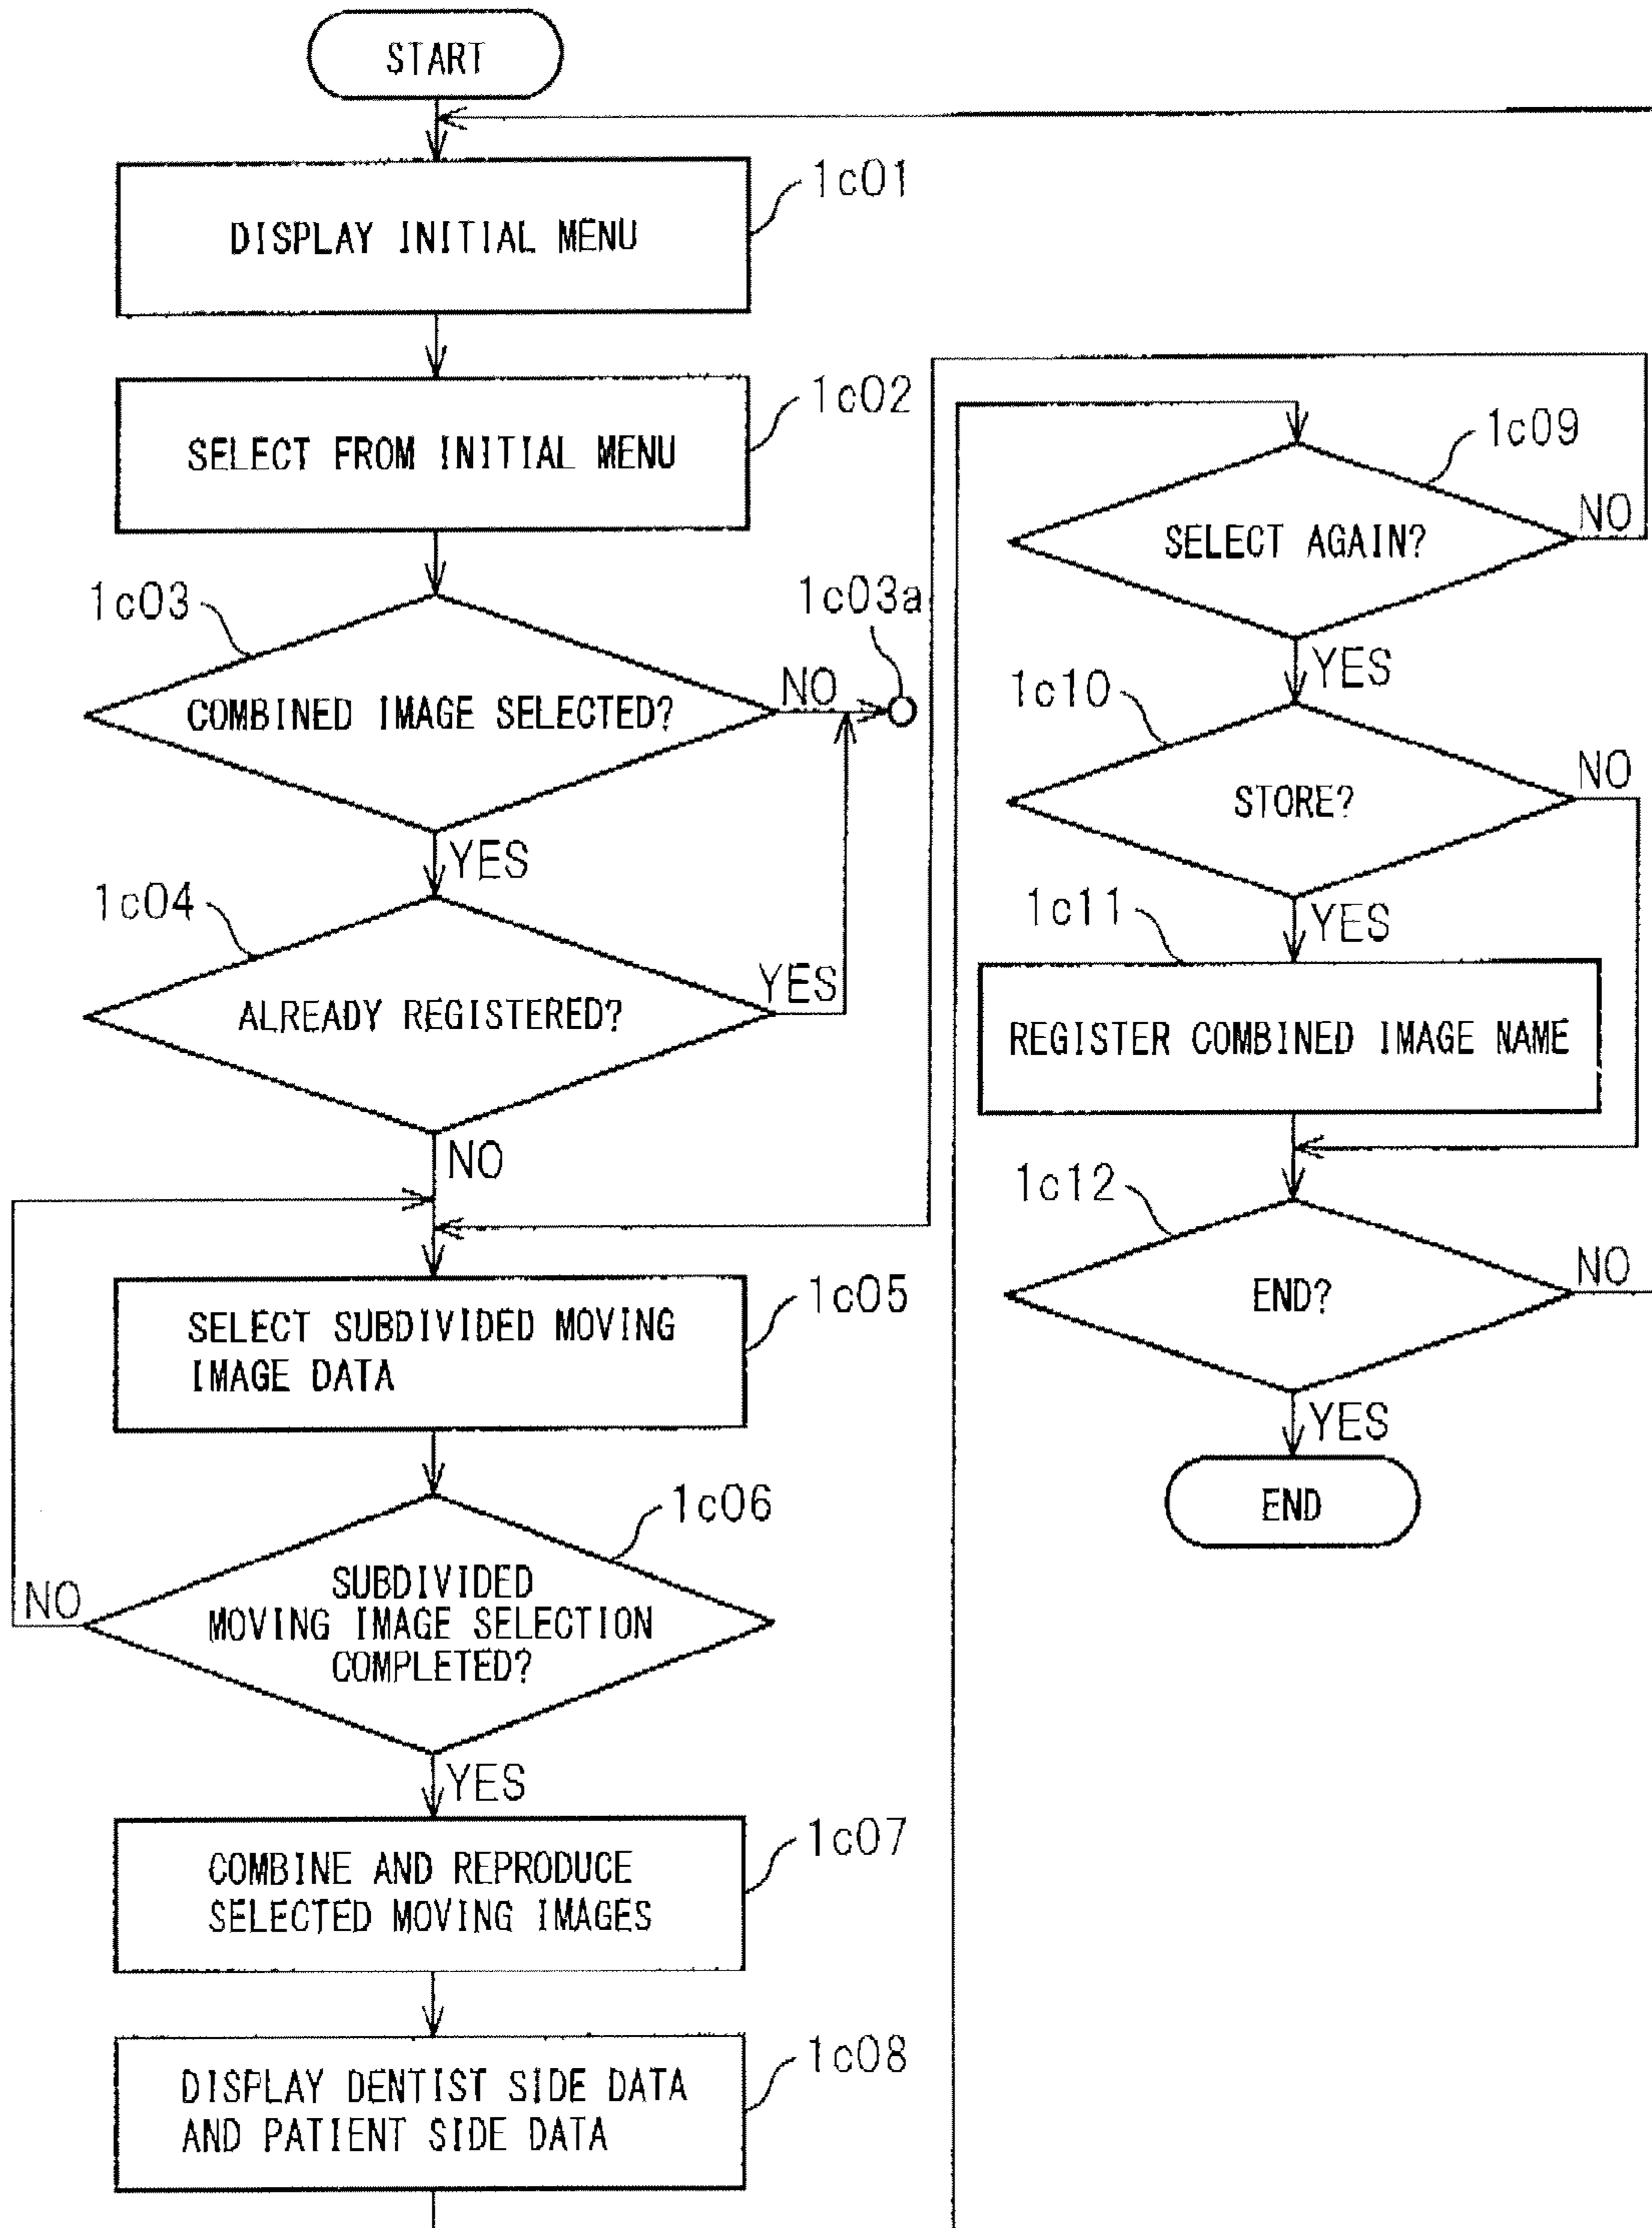 START
1c01
DISPLAY INITIAL MENU
1c02
SELECT FROM INITIAL MENU
1c03
COMBINED IMAGE SELECTED?
NO
1c03a
YES
1c04
ALREADY REGISTERED?
YES
NO
1c05
SELECT SUBDIVIDED MOVING
IMAGE DATA
1c06
SUBDIVIDED
MOVING IMAGE SELECTION
COMPLETED?
NO
YES
1c07
COMBINE AND REPRODUCE
SELECTED MOVING IMAGES
1c08
DISPLAY DENTIST SIDE DATA
AND PATIENT SIDE DATA
1c09
SELECT AGAIN?
NO
YES
1c10
STORE?
NO
YES
1c11
REGISTER COMBINED IMAGE NAME
1c12
END?
NO
YES
END